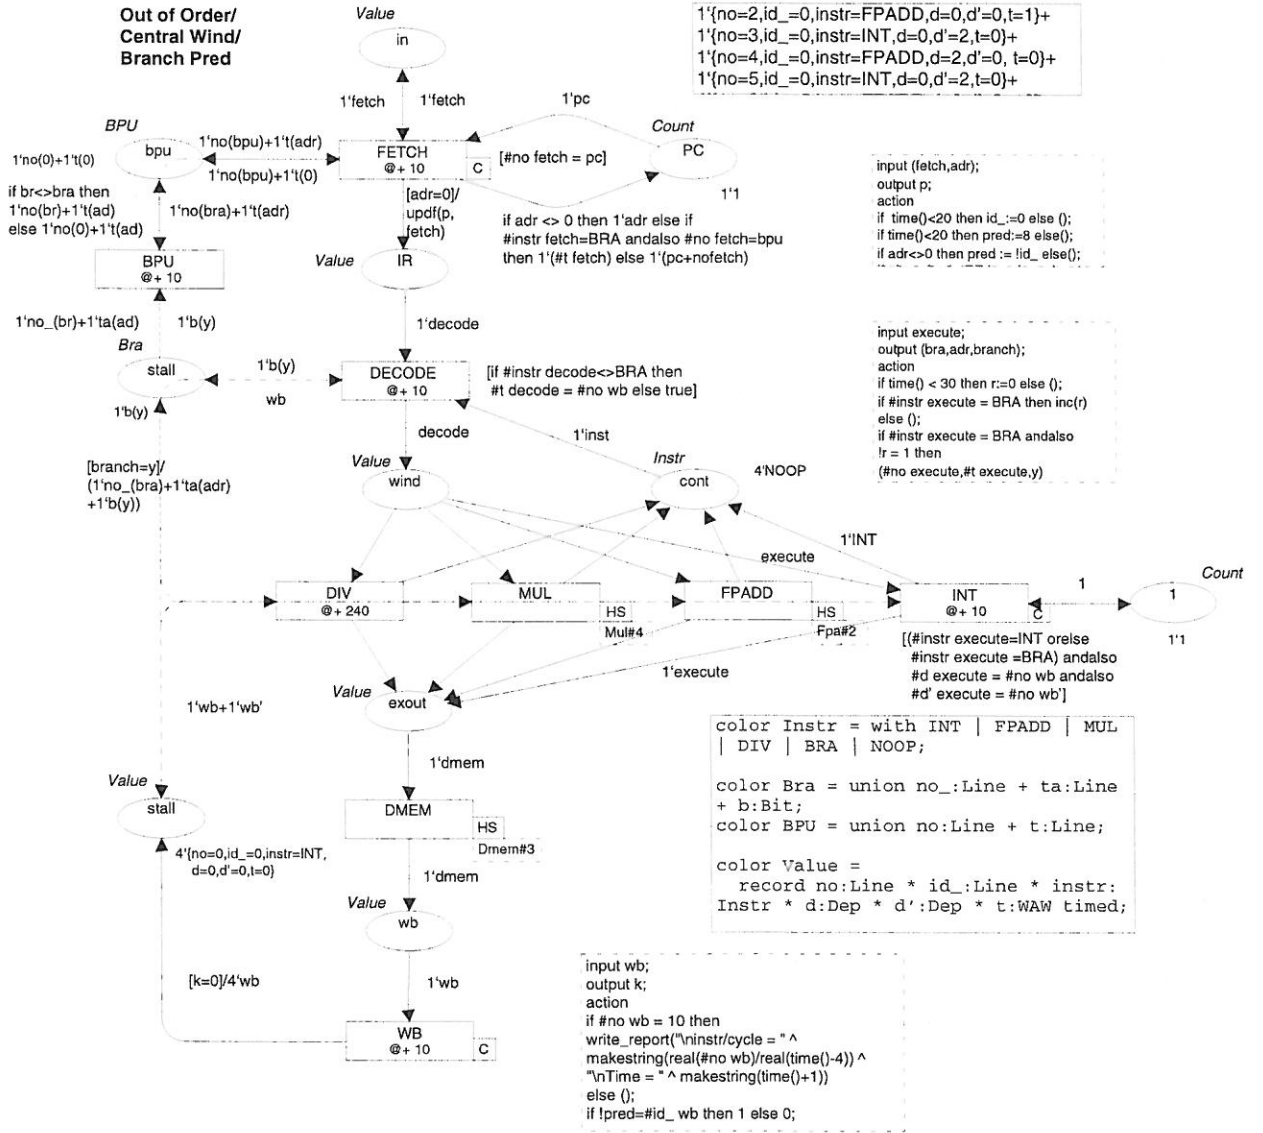 Out of Order/
Central Wind/
Branch Pred
Value
in
1'{no=2,id_=0,instr=FPADD,d=0,d'=0,t=1}+
1'{no=3,id_=0,instr=INT,d=0,d'=2,t=0}+
1'{no=4,id_=0,instr=FPADD,d=2,d'=0, t=0}+
1'{no=5,id_=0,instr=INT,d=0,d'=2,t=0}+
1'fetch
1'fetch
1'pc
BPU
bpu
1'no(0)+1't(0)
1'no(bpu)+1't(adr)
1'no(bpu)+1't(0)
FETCH
@+ 10
C
[#no fetch = pc]
Count
PC
1'1
if br<>bra then
1'no(br)+1't(ad)
else 1'no(0)+1't(ad)
1'no(bra)+1't(adr)
[adr=0]/
updf(p,
fetch)
if adr <> 0 then 1'adr else if
#instr fetch=BRA andalso #no fetch=bpu
then 1'(#t fetch) else 1'(pc+nofetch)
input (fetch,adr);
output p;
action
if time()<20 then id_:=0 else ();
if time()<20 then pred:=8 else();
if adr<>0 then pred := !id_ else();
BPU
@+ 10
Value
IR
1'no_(br)+1'ta(ad)
1'b(y)
1'decode
Bra
stall
1'b(y)
wb
DECODE
@+ 10
[if #instr decode<>BRA then
#t decode = #no wb else true]
input execute;
output (bra,adr,branch);
action
if time() < 30 then r:=0 else ();
if #instr execute = BRA then inc(r)
else ();
if #instr execute = BRA andalso
!r = 1 then
(#no execute,#t execute,y)
1'b(y)
decode
1'inst
[branch=y]/
(1'no_(bra)+1'ta(adr)
+1'b(y))
Value
wind
Instr
cont
4'NOOP
1'INT
execute
DIV
@+ 240
MUL
HS
Mul#4
FPADD
HS
Fpa#2
INT
@+ 10
C
1
Count
1
1'1
[(#instr execute=INT orelse
#instr execute =BRA) andalso
#d execute = #no wb andalso
#d' execute = #no wb']
1'execute
Value
exout
1'wb+1'wb'
color Instr = with INT | FPADD | MUL
| DIV | BRA | NOOP;
color Bra = union no_:Line + ta:Line
+ b:Bit;
color BPU = union no:Line + t:Line;
color Value =
record no:Line * id_:Line * instr:
Instr * d:Dep * d':Dep * t:WAW timed;
1'dmem
Value
stall
4'{no=0,id_=0,instr=INT,
d=0,d'=0,t=0}
DMEM
HS
Dmem#3
1'dmem
Value
wb
[k=0]/4'wb
1'wb
WB
@+ 10
C
input wb;
output k;
action
if #no wb = 10 then
write_report("\ninstr/cycle = " ^
makestring(real(#no wb)/real(time()-4)) ^
"\nTime = " ^ makestring(time()+1))
else ();
if !pred=#id_ wb then 1 else 0;